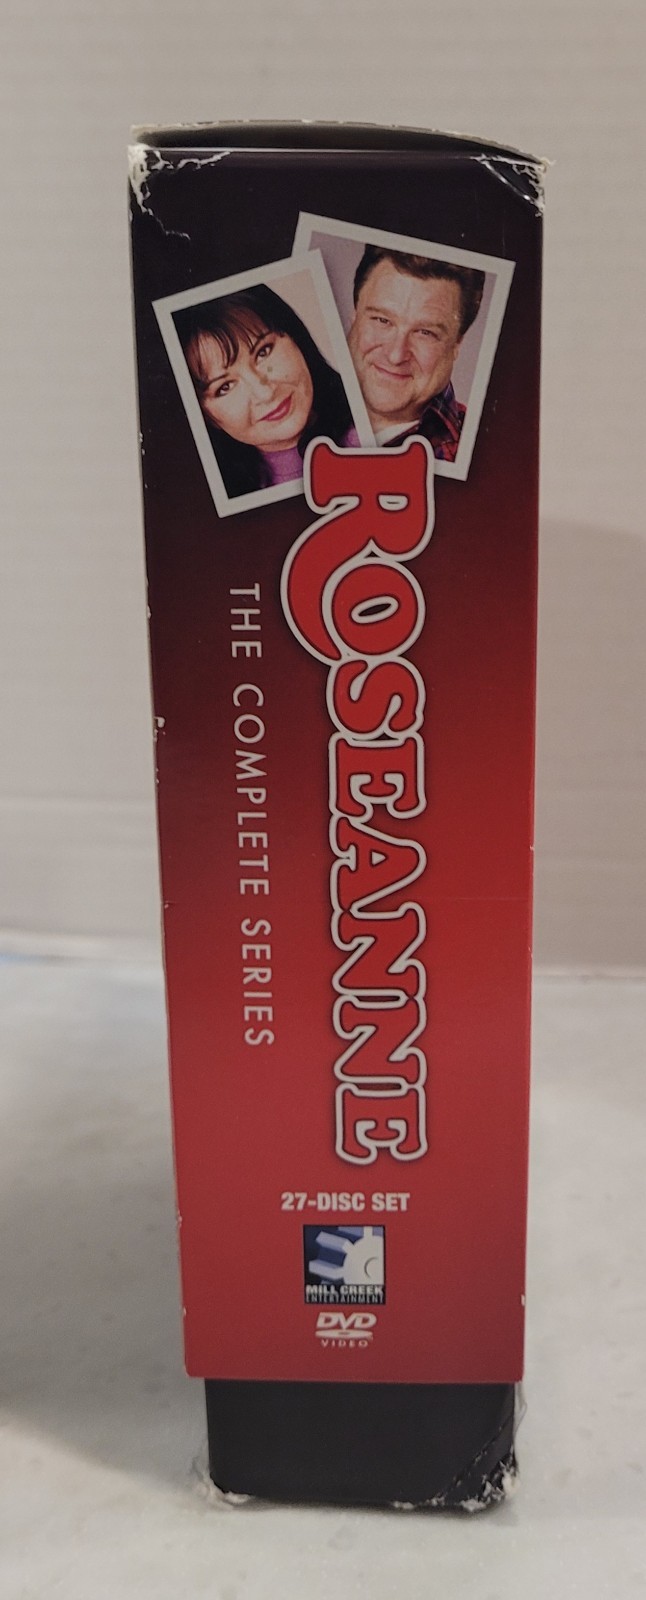 ROSEANNE
THE COMPLETE SERIES
27-DISC SET
MILL CREEK
ENTERTAINMENT
DVD
VIDEO